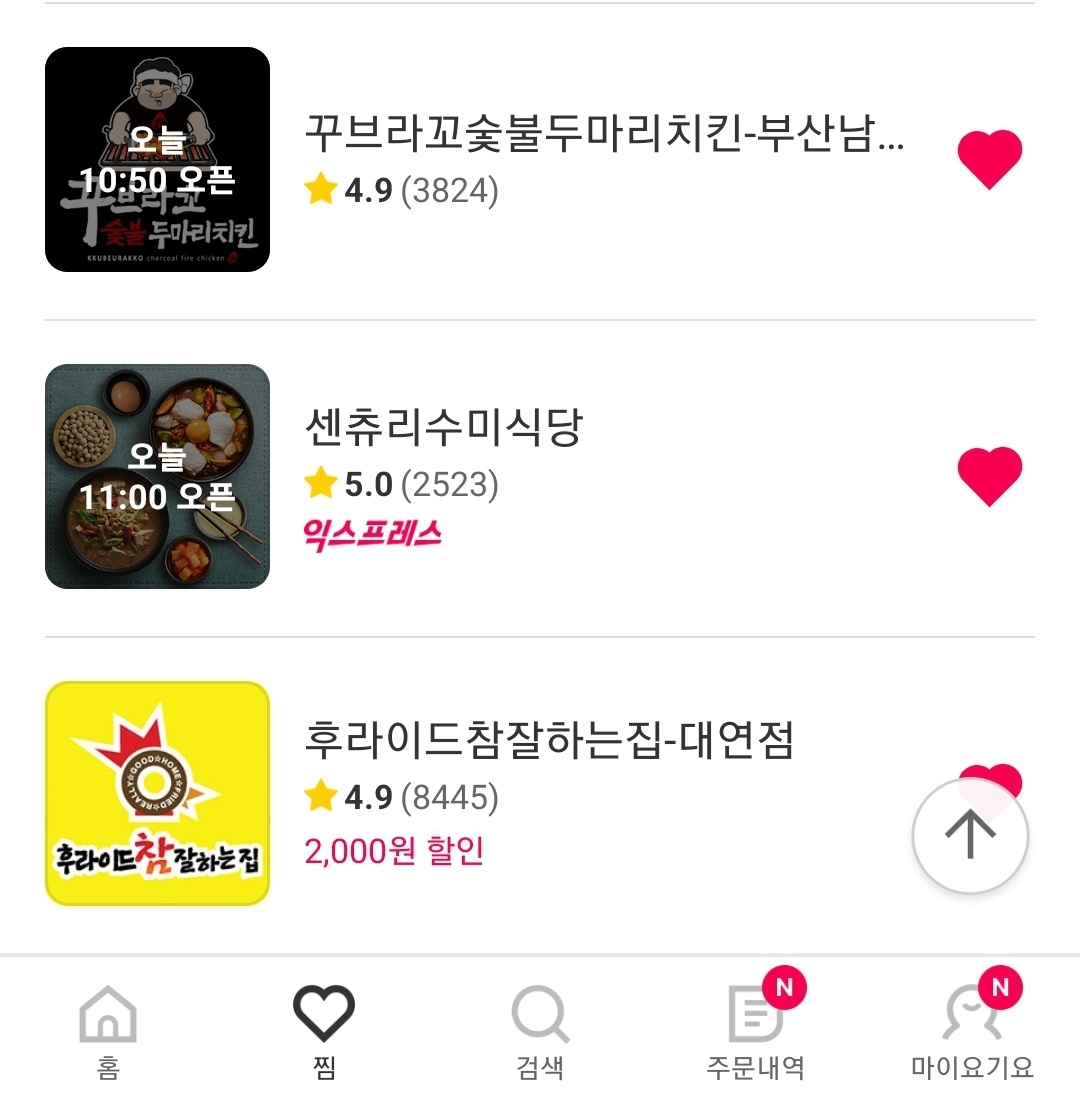 오늘
10:50 오픈
꾸브라꼬
숯불 두마리치킨
KKUBEURAKKO charcoal fire chicken
꾸브라꼬숯불두마리치킨-부산남...
4.9 (3824)
오늘
11:00 오픈
센츄리수미식당
5.0 (2523)
익스프레스
GOOD☆HOME☆FRIED☆REALLY☆
후라이드참잘하는집
후라이드참잘하는집-대연점
4.9 (8445)
2,000원 할인
N
N
홈
찜
검색
주문내역
마이요기요